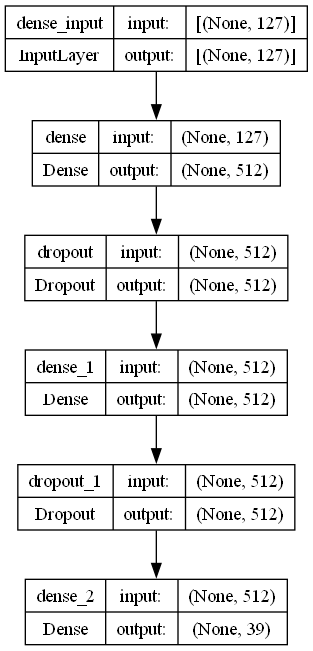 dense_input input: [(None, 127)]
InputLayer output: [(None, 127)]
dense input: (None, 127)
Dense output: (None, 512)
dropout input: (None, 512)
Dropout output: (None, 512)
dense_1 input: (None, 512)
Dense output: (None, 512)
dropout_1 input: (None, 512)
Dropout output: (None, 512)
dense_2 input: (None, 512)
Dense output: (None, 39)